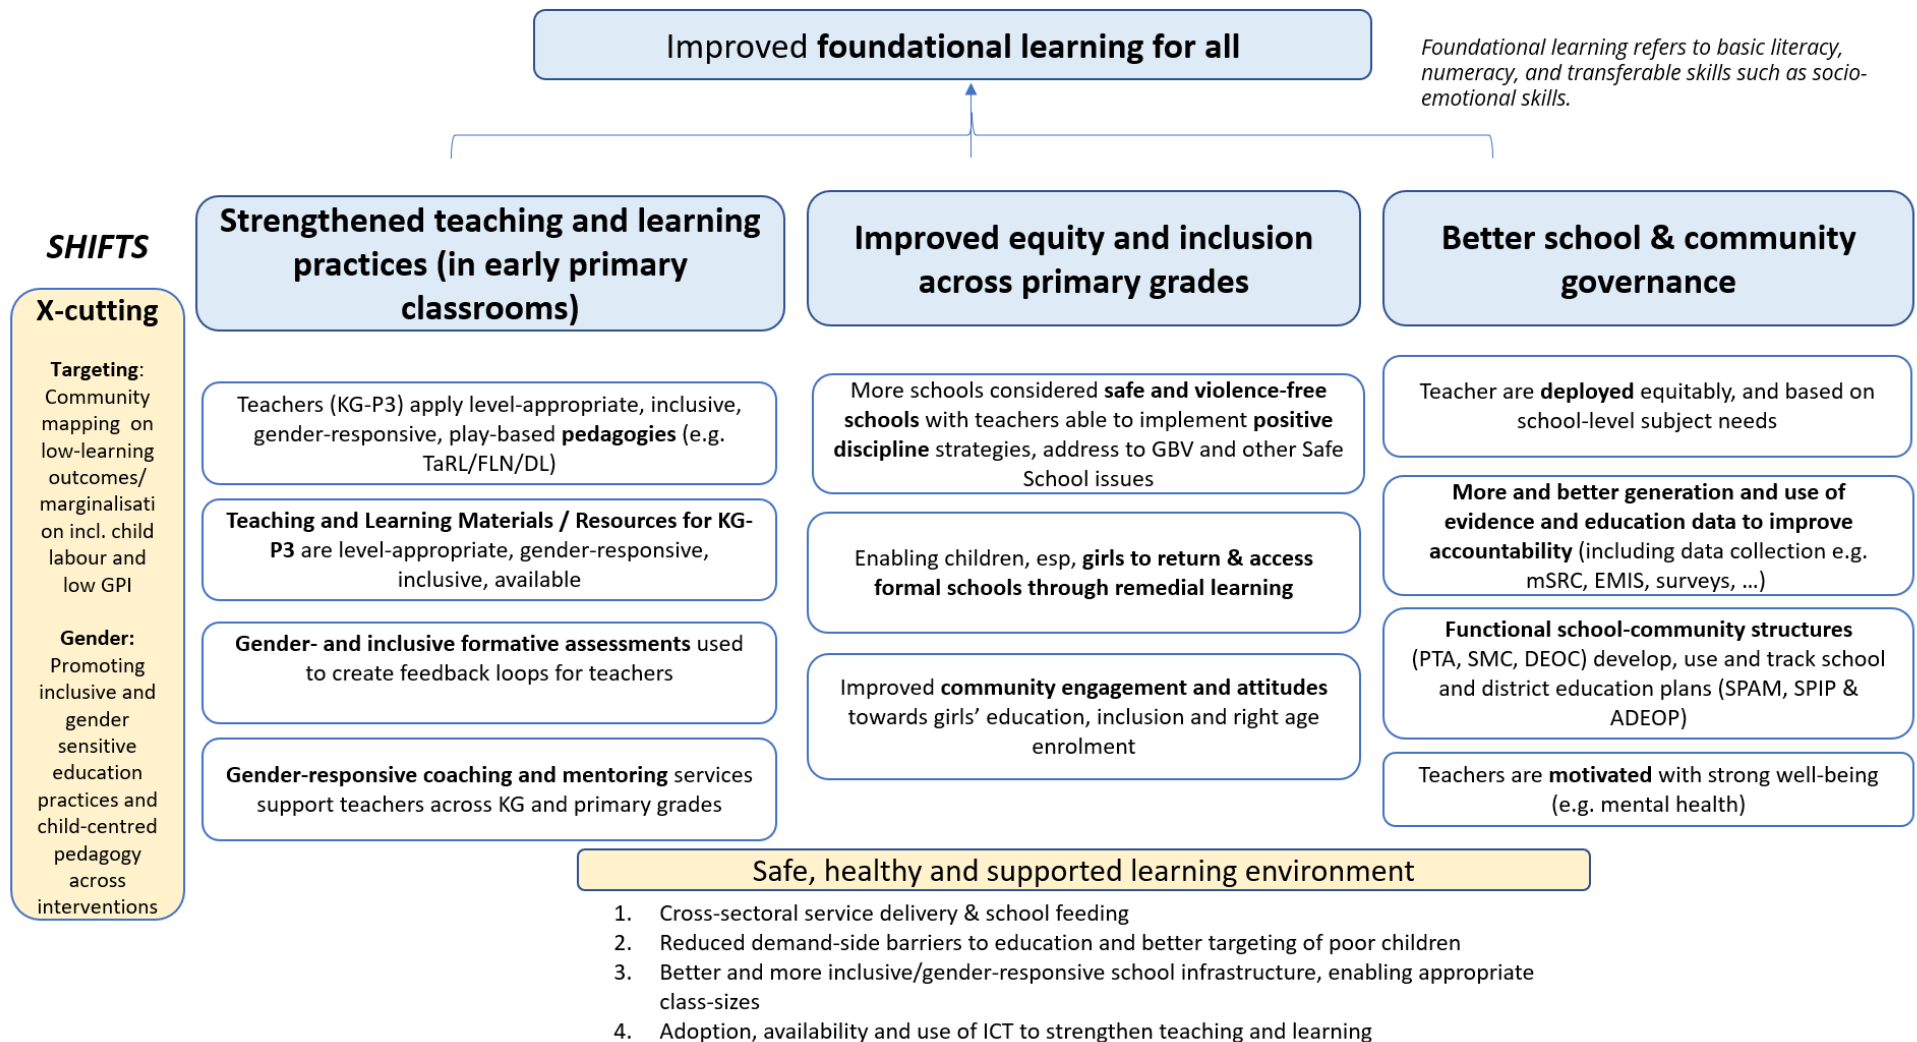 Improved foundational learning for all
Foundational learning refers to basic literacy,
numeracy, and transferable skills such as socio-
emotional skills.
SHIFTS
X-cutting
Targeting:
Community
mapping on
low-learning
outcomes/
marginalisati
on incl. child
labour and
low GPI
Gender:
Promoting
inclusive and
gender
sensitive
education
practices and
child-centred
pedagogy
across
interventions
Strengthened teaching and learning
practices (in early primary
classrooms)
Teachers (KG-P3) apply level-appropriate, inclusive,
gender-responsive, play-based pedagogies (e.g.
TaRL/FLN/DL)
Teaching and Learning Materials / Resources for KG-
P3 are level-appropriate, gender-responsive,
inclusive, available
Gender- and inclusive formative assessments used
to create feedback loops for teachers
Gender-responsive coaching and mentoring services
support teachers across KG and primary grades
Improved equity and inclusion
across primary grades
More schools considered safe and violence-free
schools with teachers able to implement positive
discipline strategies, address to GBV and other Safe
School issues
Enabling children, esp, girls to return & access
formal schools through remedial learning
Improved community engagement and attitudes
towards girls’ education, inclusion and right age
enrolment
Better school & community
governance
Teacher are deployed equitably, and based on
school-level subject needs
More and better generation and use of
evidence and education data to improve
accountability (including data collection e.g.
mSRC, EMIS, surveys, …)
Functional school-community structures
(PTA, SMC, DEOC) develop, use and track school
and district education plans (SPAM, SPIP &
ADEOP)
Teachers are motivated with strong well-being
(e.g. mental health)
Safe, healthy and supported learning environment
1. Cross-sectoral service delivery & school feeding
2. Reduced demand-side barriers to education and better targeting of poor children
3. Better and more inclusive/gender-responsive school infrastructure, enabling appropriate
class-sizes
4. Adoption, availability and use of ICT to strengthen teaching and learning